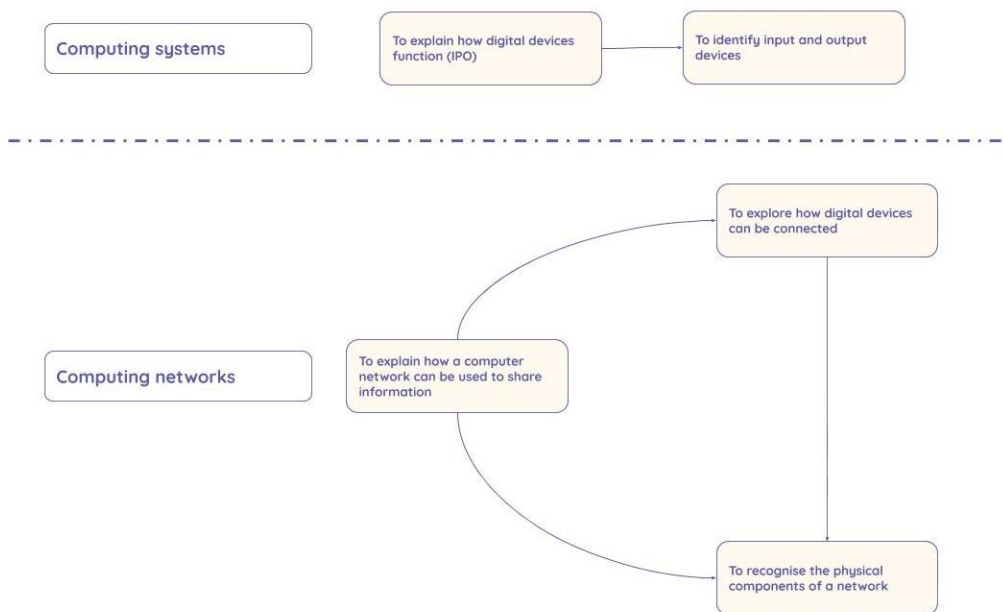 Computing systems
To explain how digital devices
function (IPO)
To identify input and output
devices
To explore how digital devices
can be connected
Computing networks
To explain how a computer
network can be used to share
information
To recognise the physical
components of a network